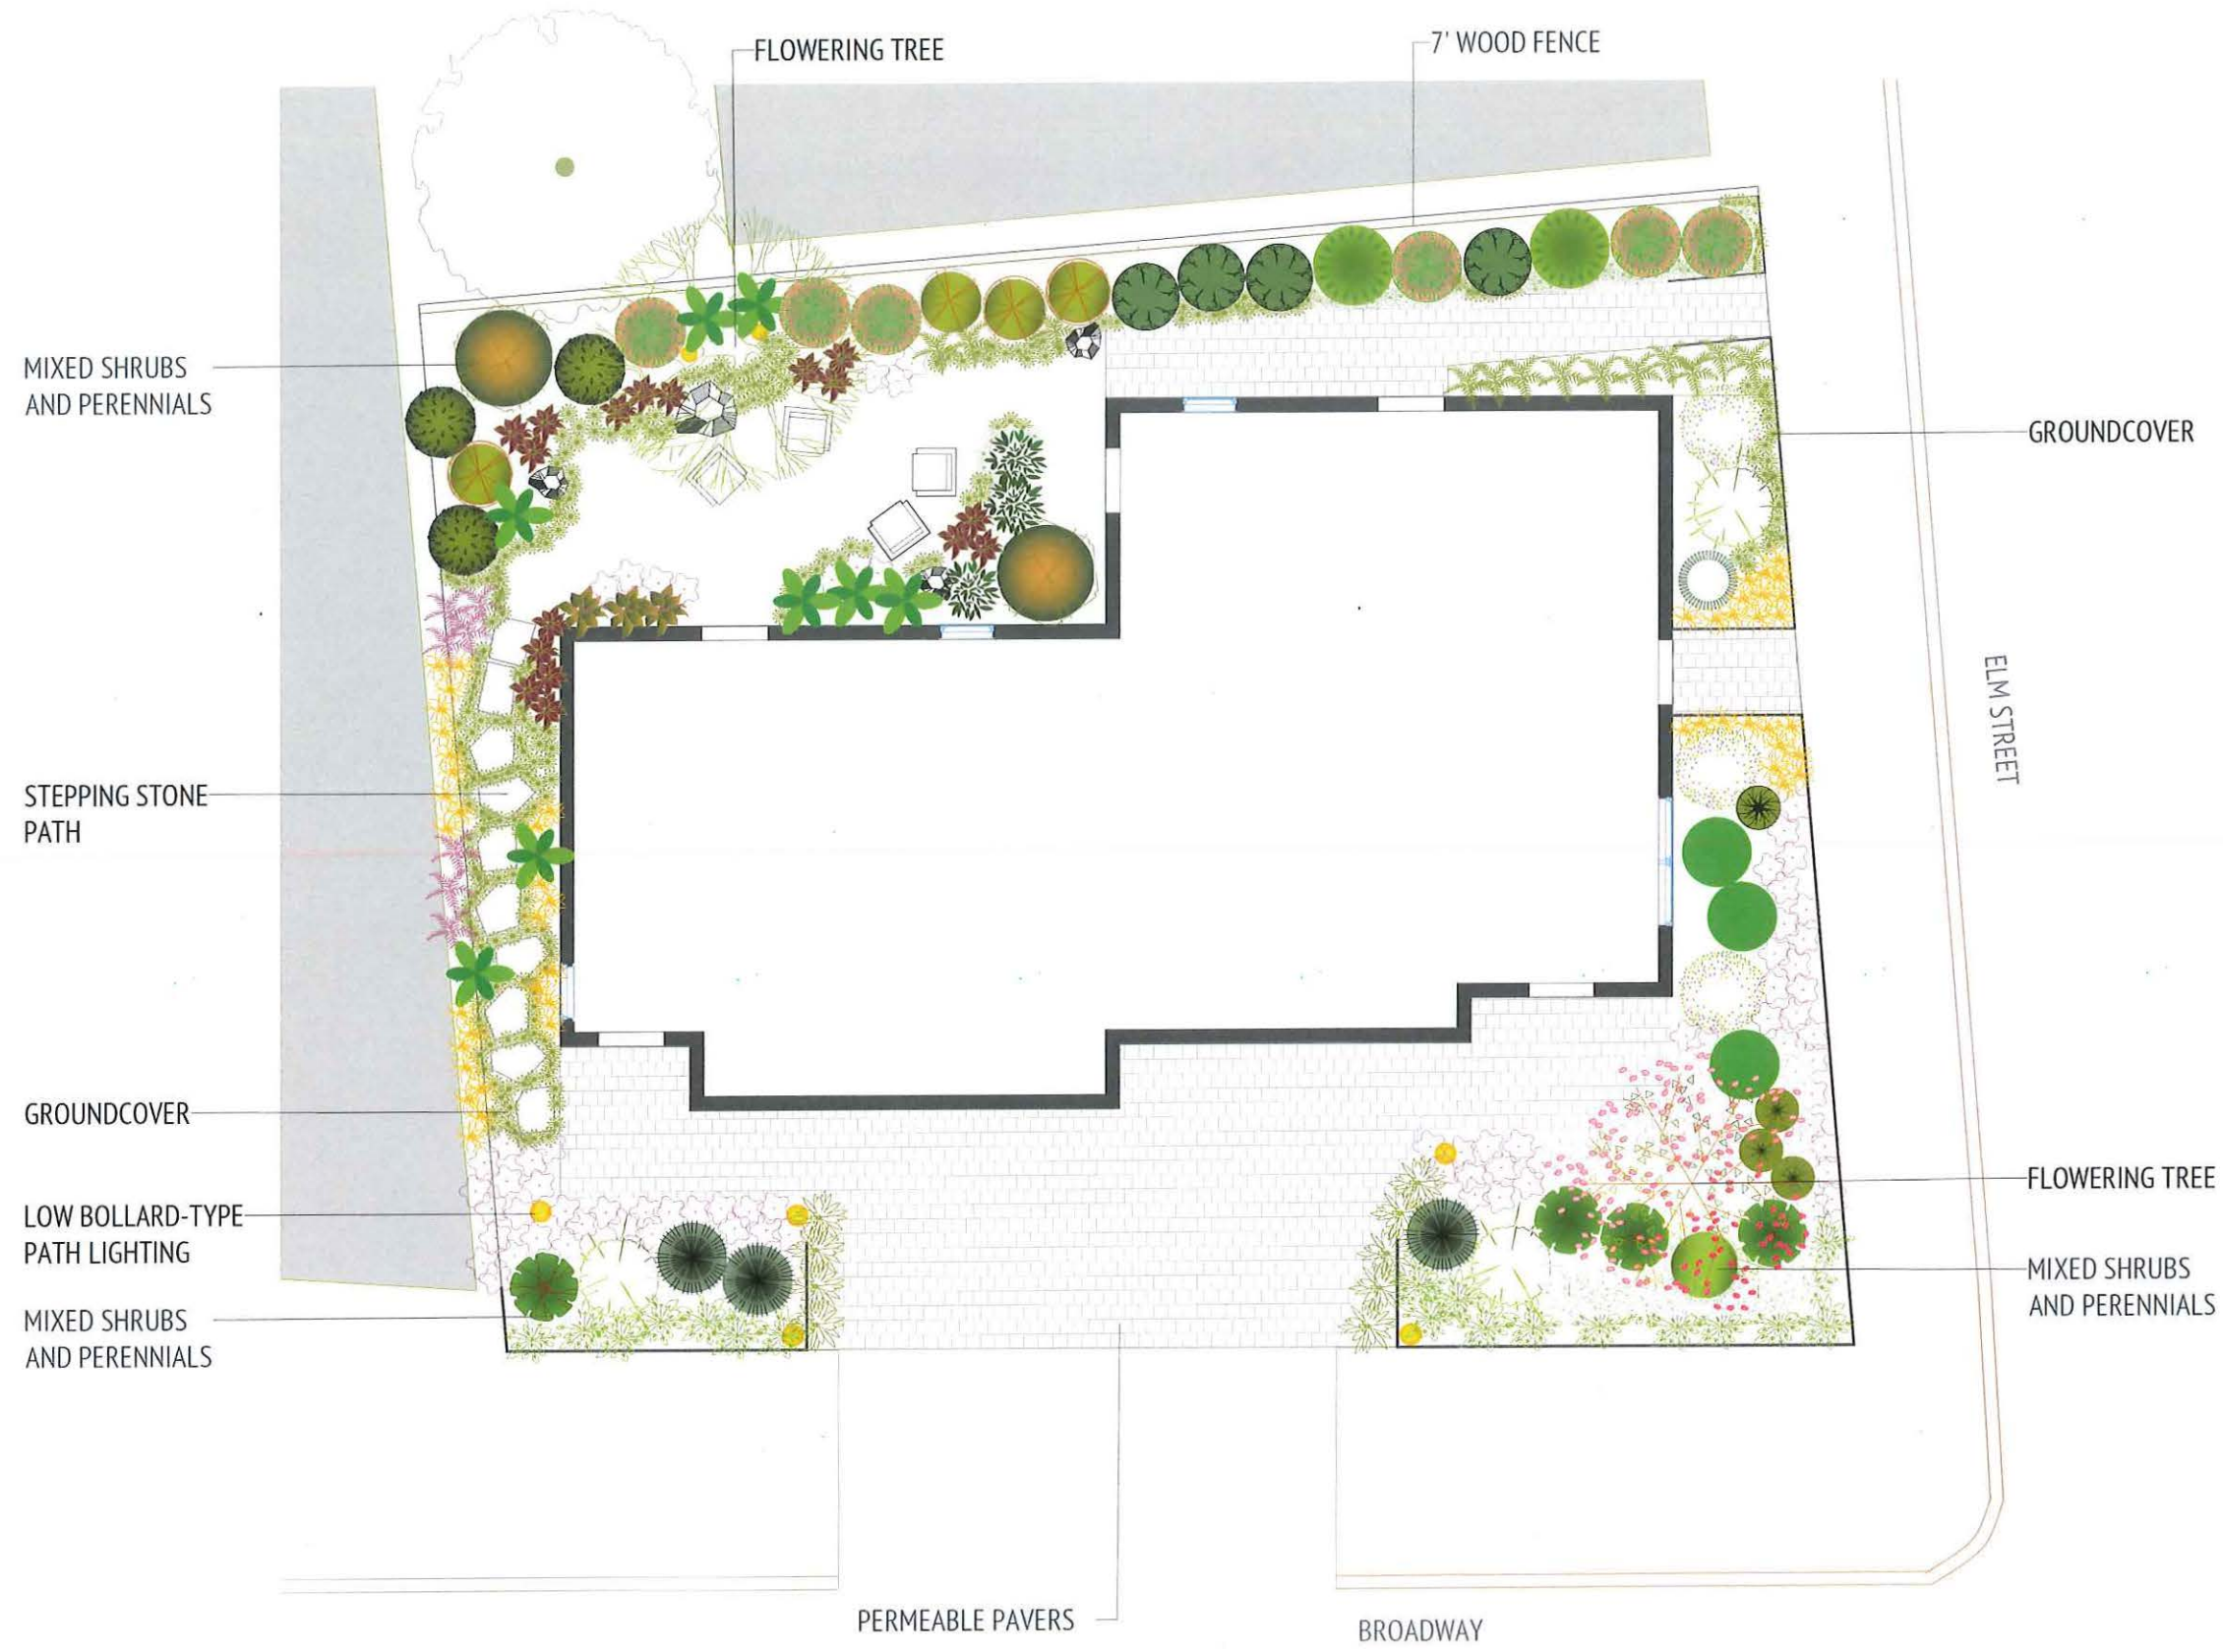 FLOWERING TREE
7' WOOD FENCE
MIXED SHRUBS
AND PERENNIALS
GROUNDCOVER
ELM STREET
STEPPING STONE
PATH
GROUNDCOVER
FLOWERING TREE
LOW BOLLARD-TYPE
PATH LIGHTING
MIXED SHRUBS
AND PERENNIALS
MIXED SHRUBS
AND PERENNIALS
PERMEABLE PAVERS
BROADWAY